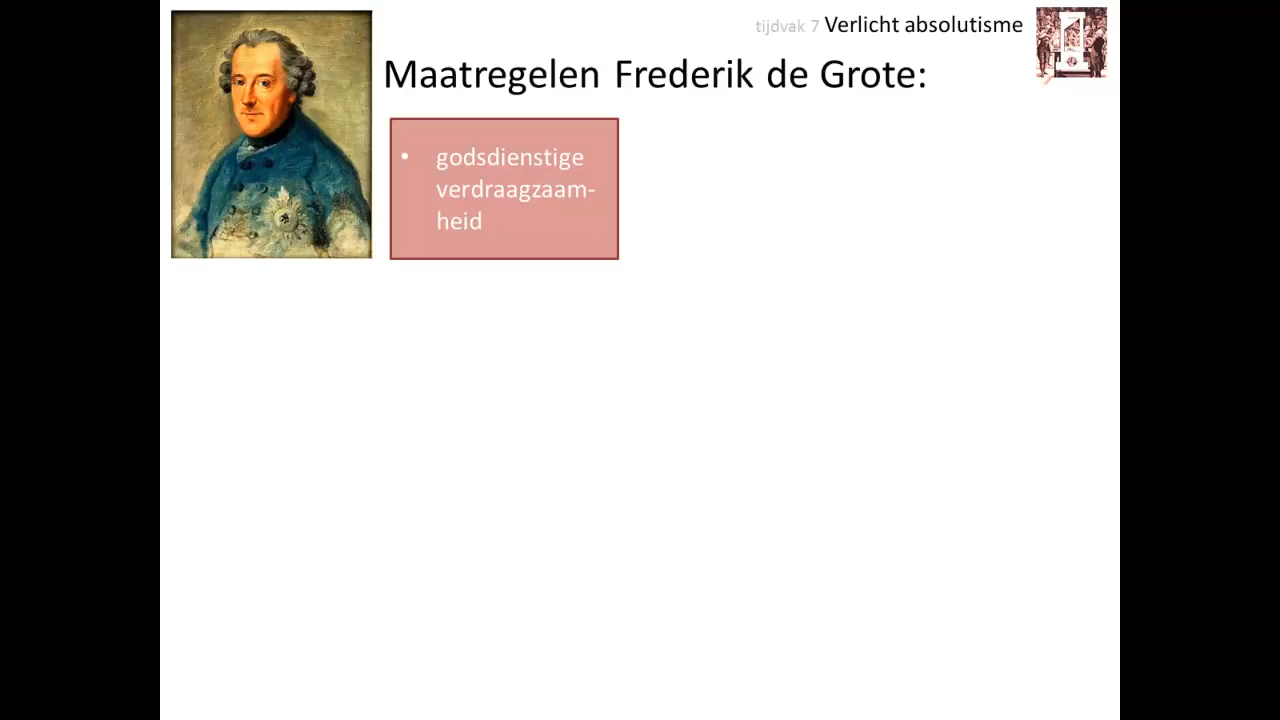 tijdvak 7 Verlicht absolutisme
Maatregelen Frederik de Grote:
• godsdienstige
verdraagzaam-
heid